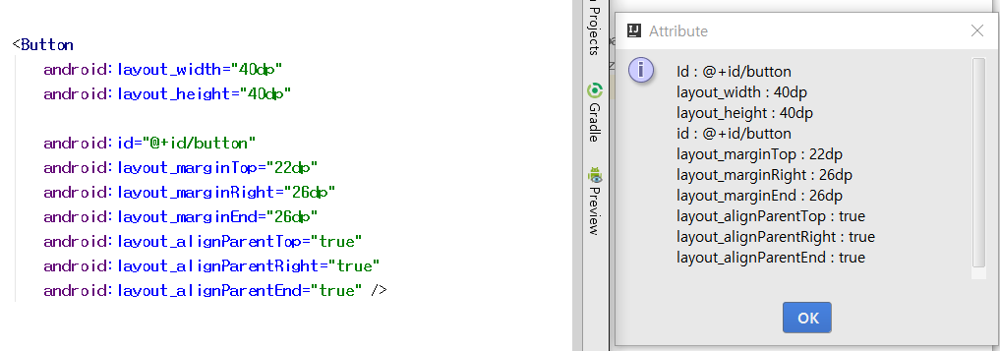 <Button
android:layout_width="40dp"
android:layout_height="40dp"
android:id="@+id/button"
android:layout_marginTop="22dp"
android:layout_marginRight="26dp"
android:layout_marginEnd="26dp"
android:layout_alignParentTop="true"
android:layout_alignParentRight="true"
android:layout_alignParentEnd="true" />
Projects
Gradle
Preview
IJ
Attribute
i
Id : @+id/button
layout_width : 40dp
layout_height : 40dp
id : @+id/button
layout_marginTop : 22dp
layout_marginRight : 26dp
layout_marginEnd : 26dp
layout_alignParentTop : true
layout_alignParentRight : true
layout_alignParentEnd : true
OK